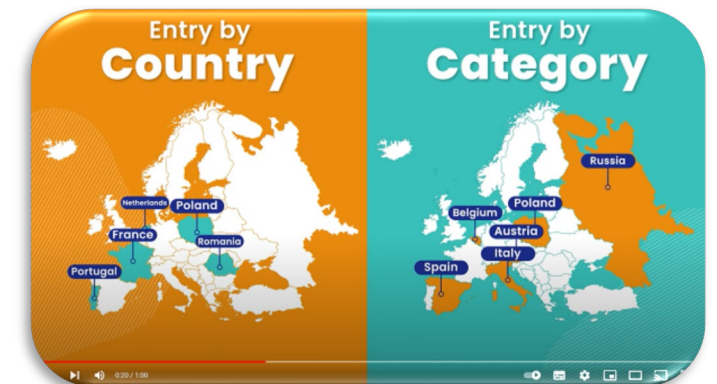 Entry by
Country
Netherlands
Poland
France
Romania
Portugal
0:20 / 1:00
Entry by
Category
Russia
Poland
Belgium
Austria
Italy
Spain